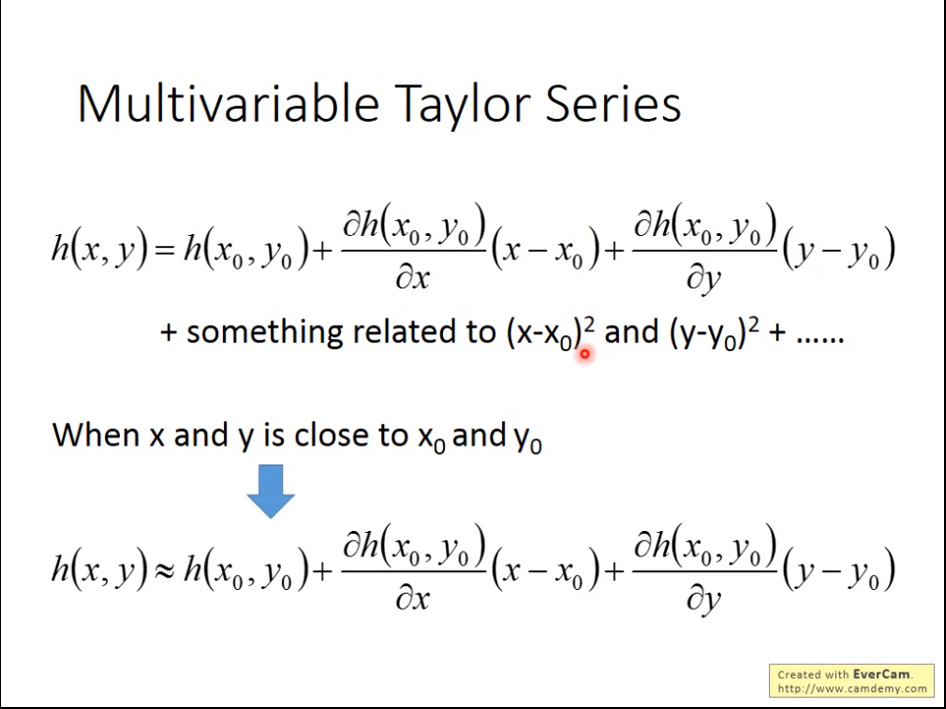 Multivariable Taylor Series
h(x, y) = h(x₀, y₀) + ∂h(x₀, y₀)/∂x (x − x₀) + ∂h(x₀, y₀)/∂y (y − y₀)
+ something related to (x-x₀)² and (y-y₀)² + ……
When x and y is close to x₀ and y₀
h(x, y) ≈ h(x₀, y₀) + ∂h(x₀, y₀)/∂x (x − x₀) + ∂h(x₀, y₀)/∂y (y − y₀)
Created with EverCam.
http://www.camdemy.com